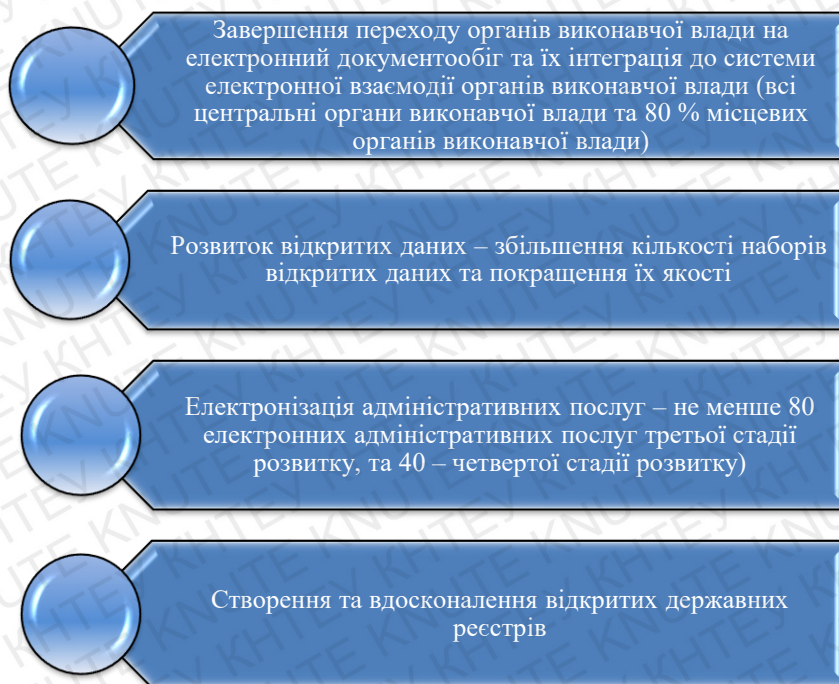 Завершення переходу органів виконавчої влади на
електронний документообіг та їх інтеграція до системи
електронної взаємодії органів виконавчої влади (всі
центральні органи виконавчої влади та 80 % місцевих
органів виконавчої влади)
Розвиток відкритих даних – збільшення кількості наборів
відкритих даних та покращення їх якості
Електронізація адміністративних послуг – не менше 80
електронних адміністративних послуг третьої стадії
розвитку, та 40 – четвертої стадії розвитку)
Створення та вдосконалення відкритих державних
реєстрів